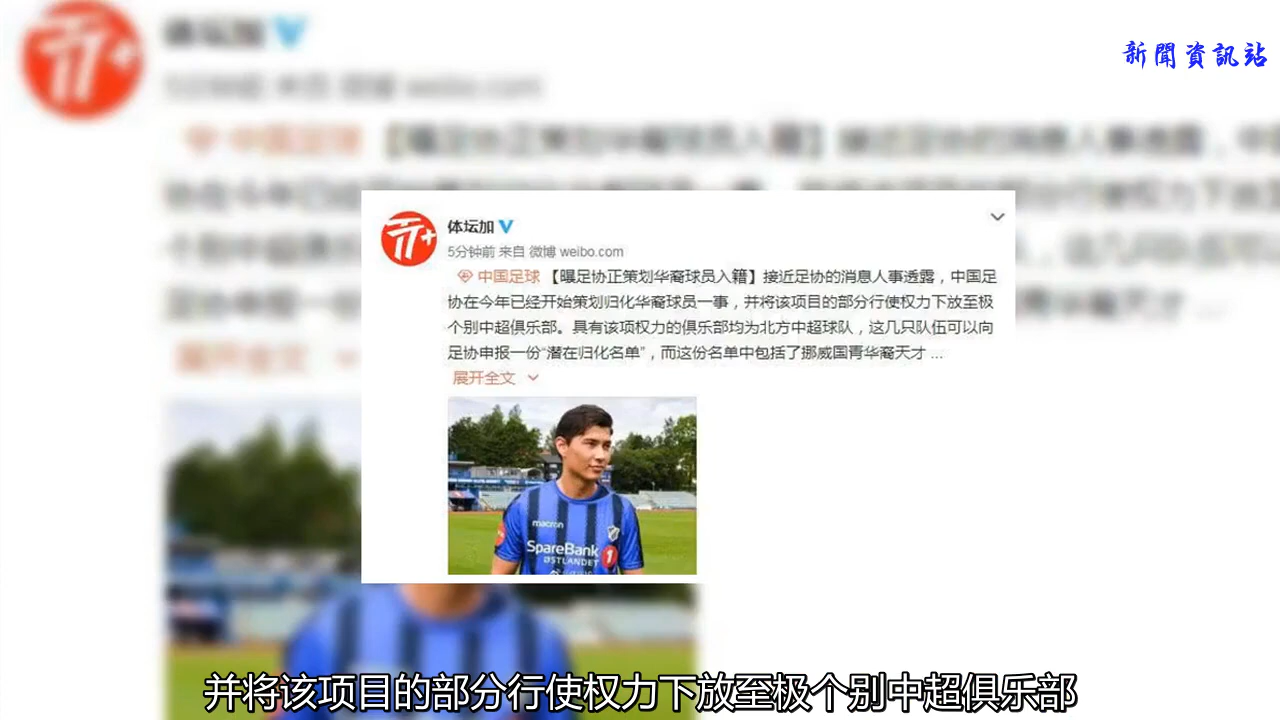 新聞資訊站
体坛加
5分钟前 来自 微博 weibo.com
中国足球 【曝足协正策划华裔球员入籍】接近足协的消息人事透露，中国足
协在今年已经开始策划归化华裔球员一事，并将该项目的部分行使权力下放至极
个别中超俱乐部。具有该项权力的俱乐部均为北方中超球队，这几只队伍可以向
足协申报一份“潜在归化名单”，而这份名单中包括了挪威国青华裔天才 ...
展开全文
macron
SpareBank
1
ØSTLANDET
并将该项目的部分行使权力下放至极个别中超俱乐部